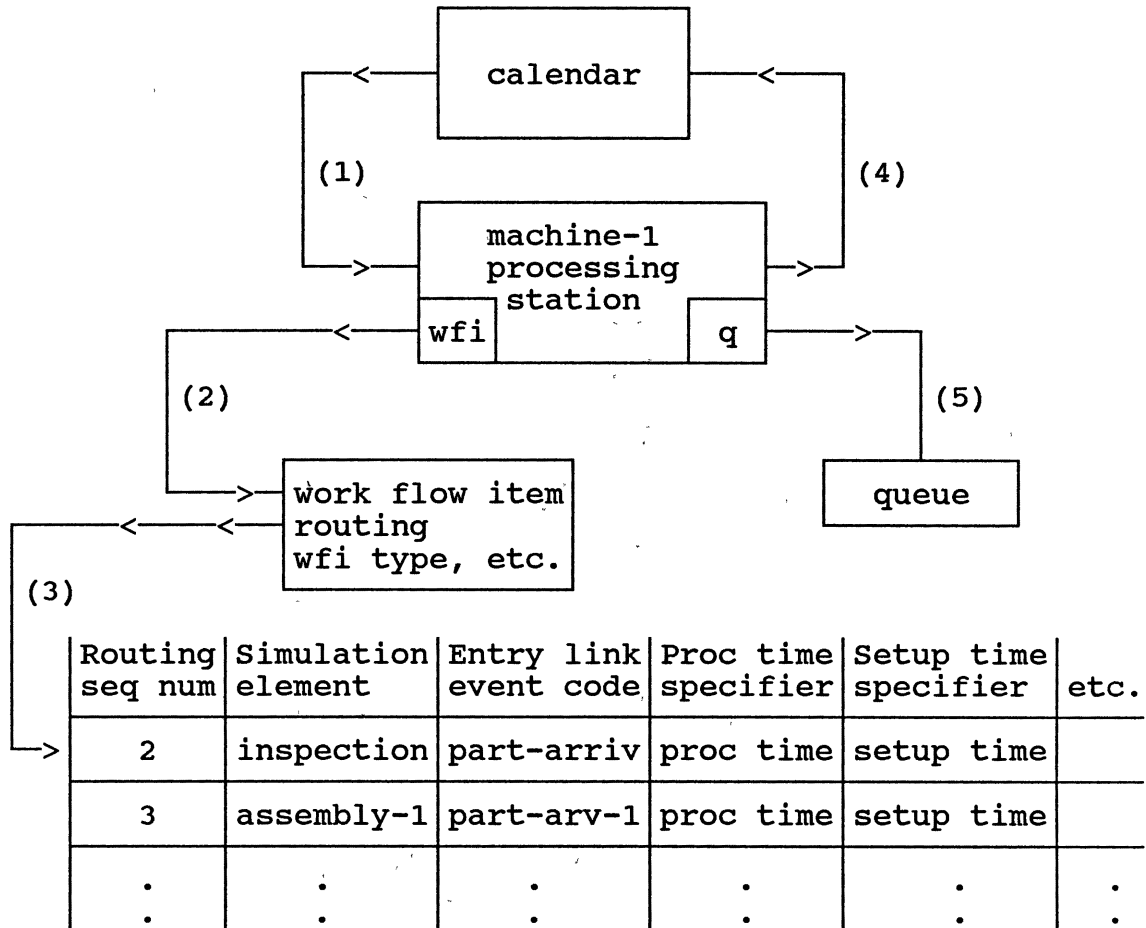 calendar
(1)
(4)
machine-1
processing
station
wfi
q
(2)
(5)
work flow item
routing
wfi type, etc.
queue
(3)
Routing seq num Simulation element Entry link event code Proc time specifier Setup time specifier etc.
2 inspection part-arriv proc time setup time
3 assembly-1 part-arv-1 proc time setup time
. . . . . .
. . . . . .